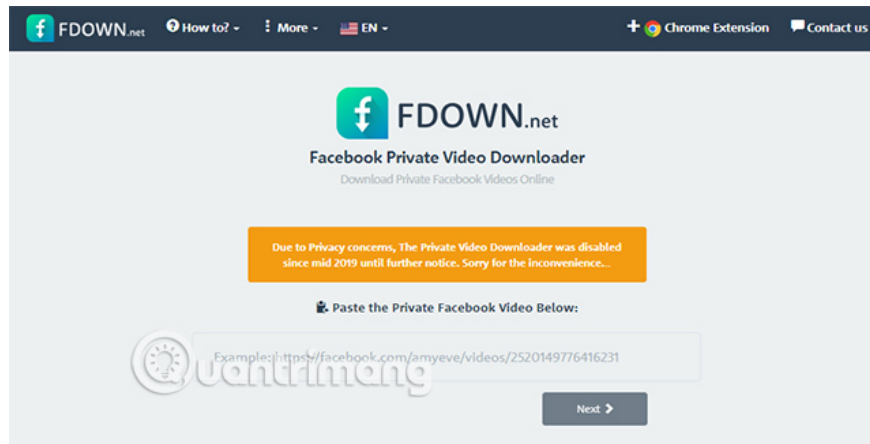 FDOWN.net How to? More EN Chrome Extension Contact us
FDOWN.net
Facebook Private Video Downloader
Download Private Facebook Videos Online
Due to Privacy concerns, The Private Video Downloader was disabled
since mid 2019 until further notice. Sorry for the inconvenience...
Paste the Private Facebook Video Below:
Example: https://facebook.com/amyeve/videos/2520149776416231
Quantrimang
Next